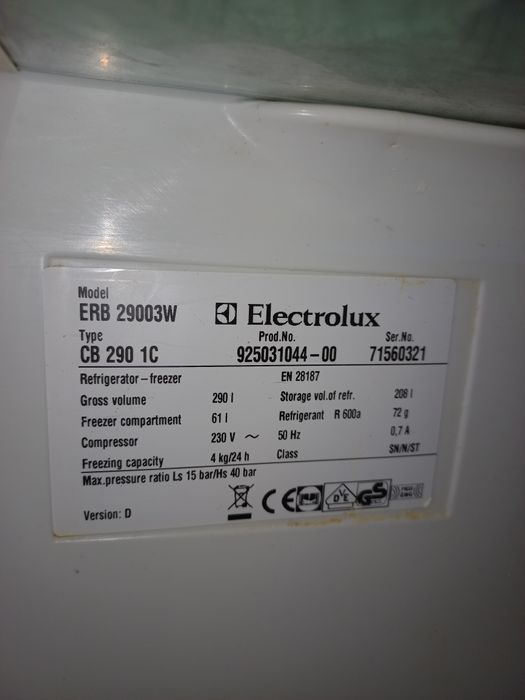 Model
ERB 29003W
Electrolux
Type
CB 290 1C
Prod.No.
925031044-00
Ser.No.
71560321
Refrigerator-freezer EN 28187
Gross volume 290 l Storage vol.of refr. 208 l
Freezer compartment 61 l Refrigerant R 600a 72 g
Compressor 230 V ~ 50 Hz 0,7 A
Freezing capacity 4 kg/24 h Class SN/N/ST
Max.pressure ratio Ls 15 bar/Hs 40 bar
Version: D
CE DVE GS